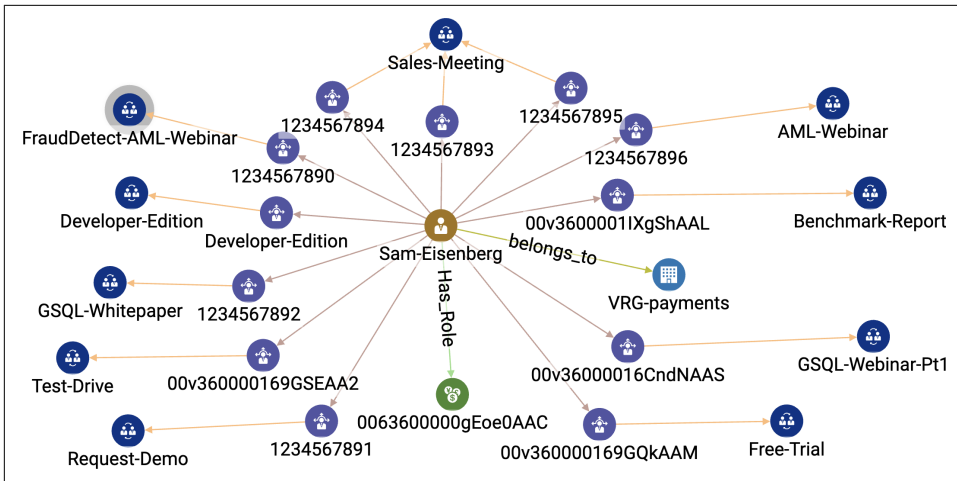 Sales-Meeting
1234567894
1234567895
FraudDetect-AML-Webinar
1234567893
AML-Webinar
1234567896
1234567890
Developer-Edition
Developer-Edition
00v3600001IXgShAAL
Benchmark-Report
Sam-Eisenberg
belongs_to
VRG-payments
GSQL-Whitepaper
1234567892
Has_Role
Test-Drive
00v360000169GSEAA2
00v36000016CndNAAS
GSQL-Webinar-Pt1
0063600000gEoe0AAC
Request-Demo
1234567891
00v360000169GQkAAM
Free-Trial